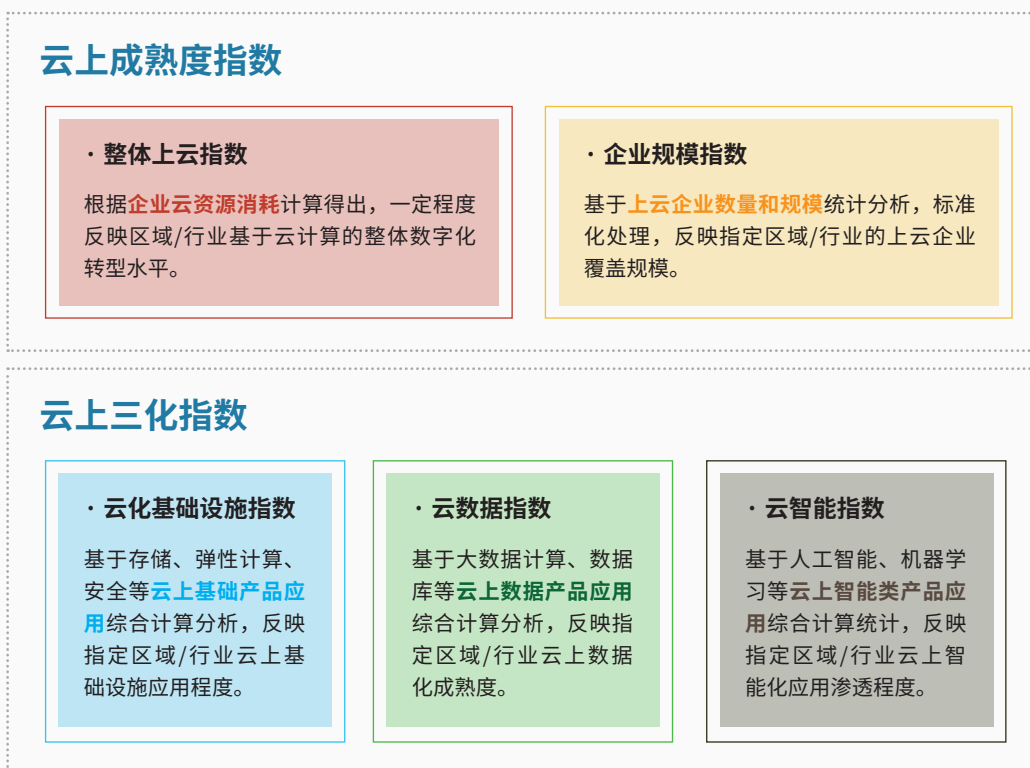 云上成熟度指数
· 整体上云指数
根据企业云资源消耗计算得出，一定程度
反映区域/行业基于云计算的整体数字化
转型水平。
· 企业规模指数
基于上云企业数量和规模统计分析，标准
化处理，反映指定区域/行业的上云企业
覆盖规模。
云上三化指数
· 云化基础设施指数
基于存储、弹性计算、
安全等云上基础产品应
用综合计算分析，反映
指定区域/行业云上基
础设施应用程度。
· 云数据指数
基于大数据计算、数据
库等云上数据产品应用
综合计算分析，反映指
定区域/行业云上数据
化成熟度。
· 云智能指数
基于人工智能、机器学
习等云上智能类产品应
用综合计算统计，反映
指定区域/行业云上智
能化应用渗透程度。